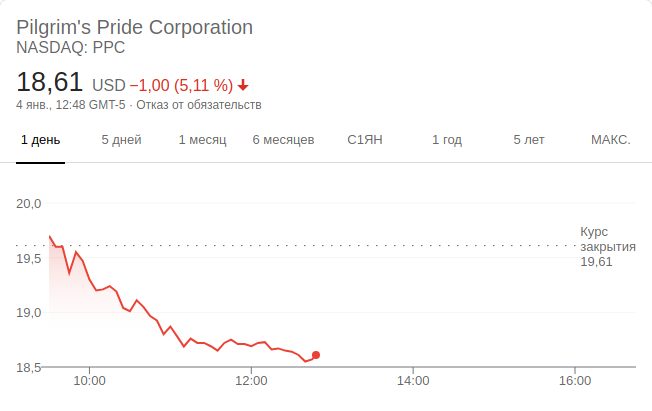 Pilgrim's Pride Corporation
NASDAQ: PPC
18,61 USD −1,00 (5,11 %)
4 янв., 12:48 GMT-5 · Отказ от обязательств
1 день 5 дней 1 месяц 6 месяцев С1ЯН 1 год 5 лет МАКС.
20,0
Курс
закрытия
19,61
19,5
19,0
18,5
10:00 12:00 14:00 16:00